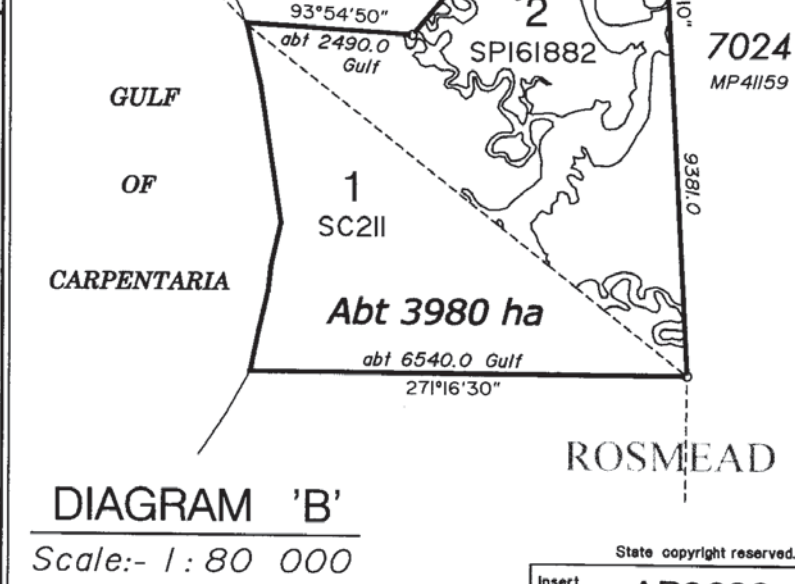 93°54'50"
abt 2490.0
Gulf
2
SP161882
10"
7024
MP41159
GULF
OF
CARPENTARIA
1
SC211
9381.0
Abt 3980 ha
abt 6540.0 Gulf
271°16'30"
ROSMEAD
DIAGRAM 'B'
Scale:- 1 : 80 000
State copyright reserved.
Insert